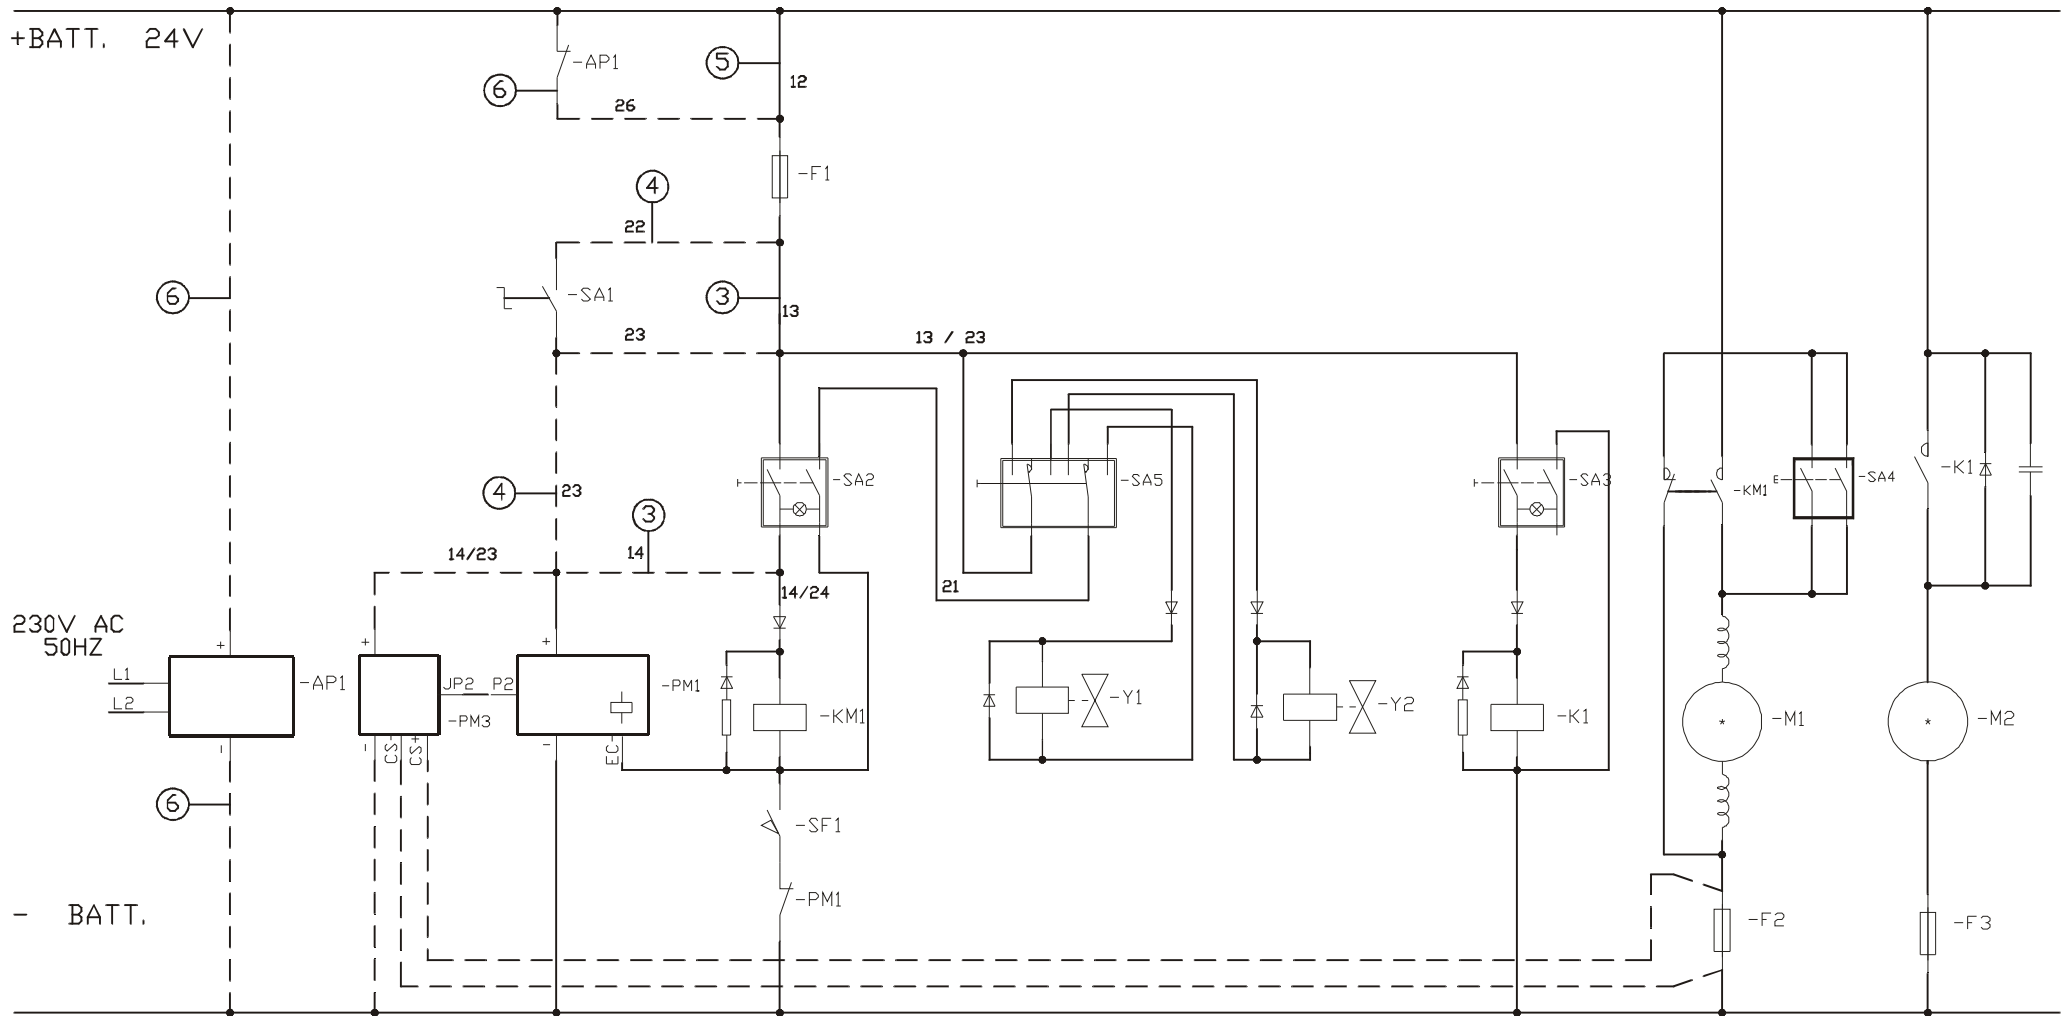 +BATT. 24V
-AP1
5
12
6
26
-F1
4
22
6
-SA1
3
13
23
13 / 23
-SA2
-SA5
-SA3
-KM1
-SA4
-K1
4
23
3
14/23
14
14/24
21
230V AC
50HZ
+
+
+
L1
L2
-AP1
JP2
P2
-PM1
-PM3
-KM1
-Y1
-Y2
-K1
*
-M1
*
-M2
-
-
CS-
CS+
-
EC-
6
-SF1
-PM1
- BATT.
-F2
-F3
E